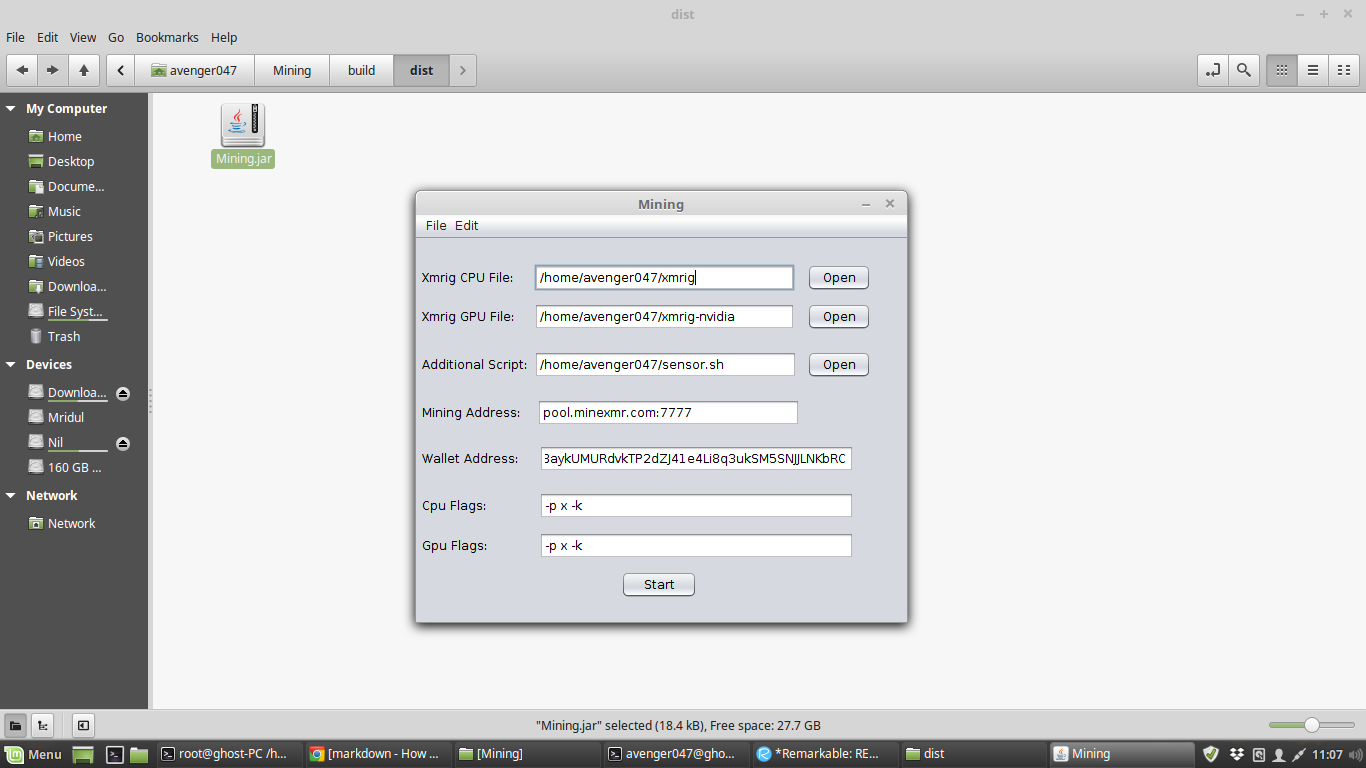 dist
File Edit View Go Bookmarks Help
avenger047 Mining build dist
My Computer
Home
Desktop
Docume...
Music
Pictures
Videos
Downloa...
File Syst...
Trash
Devices
Downloa...
Mridul
Nil
160 GB ...
Network
Network
Mining.jar
Mining
File Edit
Xmrig CPU File: /home/avenger047/xmrig Open
Xmrig GPU File: /home/avenger047/xmrig-nvidia Open
Additional Script: /home/avenger047/sensor.sh Open
Mining Address: pool.minexmr.com:7777
Wallet Address: 3aykUMURdvkTP2dZJ41e4Li8q3ukSM5SNJJLNKbRC
Cpu Flags: -p x -k
Gpu Flags: -p x -k
Start
"Mining.jar" selected (18.4 kB), Free space: 27.7 GB
Menu root@ghost-PC /h... [markdown - How ... [Mining] avenger047@gho... *Remarkable: RE... dist Mining 11:07